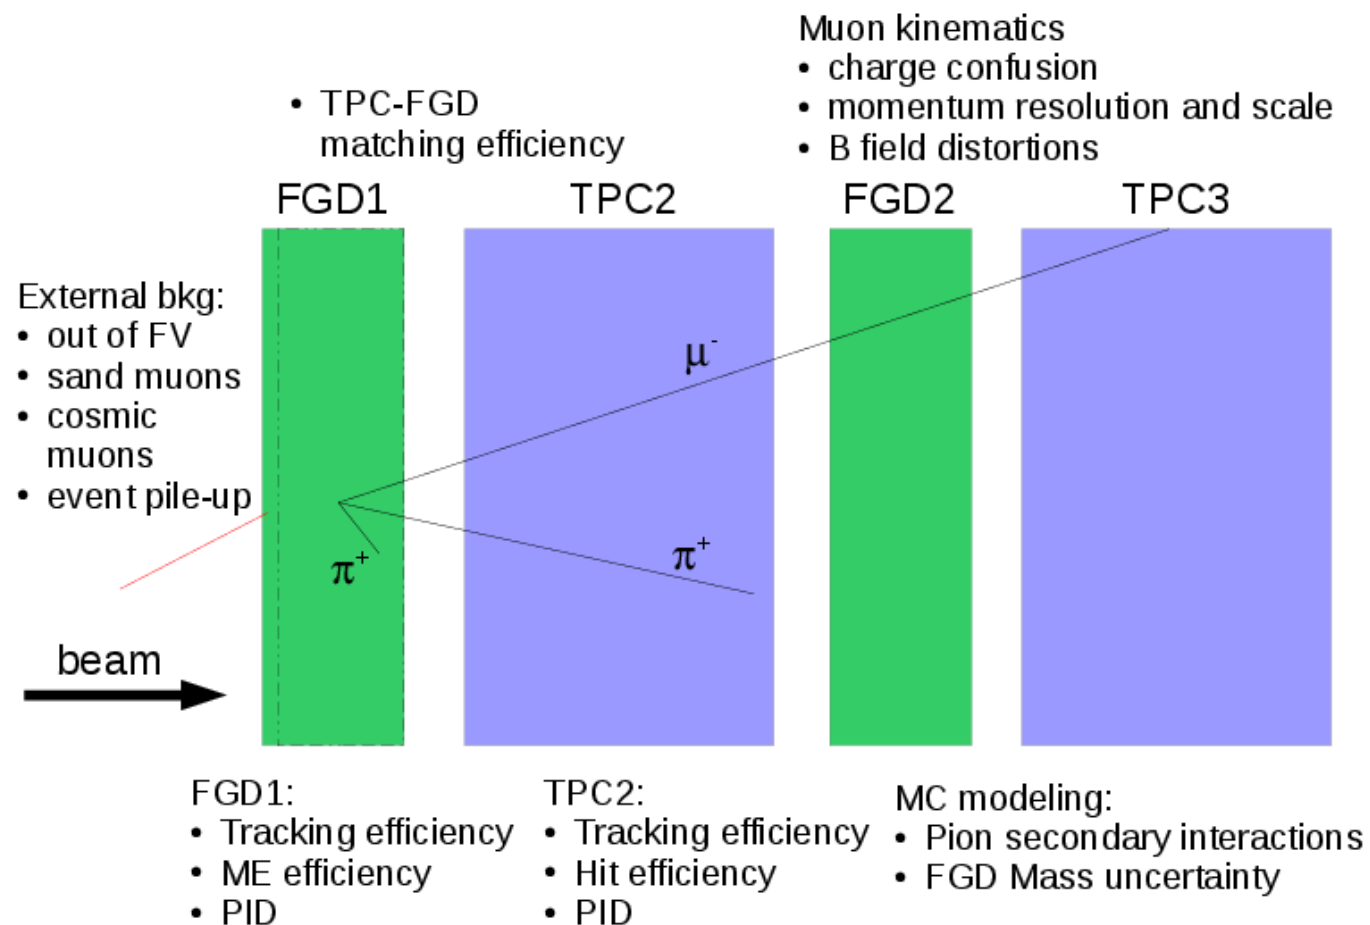 Muon kinematics
• charge confusion
• momentum resolution and scale
• B field distortions
• TPC-FGD
matching efficiency
FGD1
TPC2
FGD2
TPC3
External bkg:
• out of FV
• sand muons
• cosmic
muons
• event pile-up
μ-
π+
π+
beam
FGD1:
• Tracking efficiency
• ME efficiency
• PID
TPC2:
• Tracking efficiency
• Hit efficiency
• PID
MC modeling:
• Pion secondary interactions
• FGD Mass uncertainty